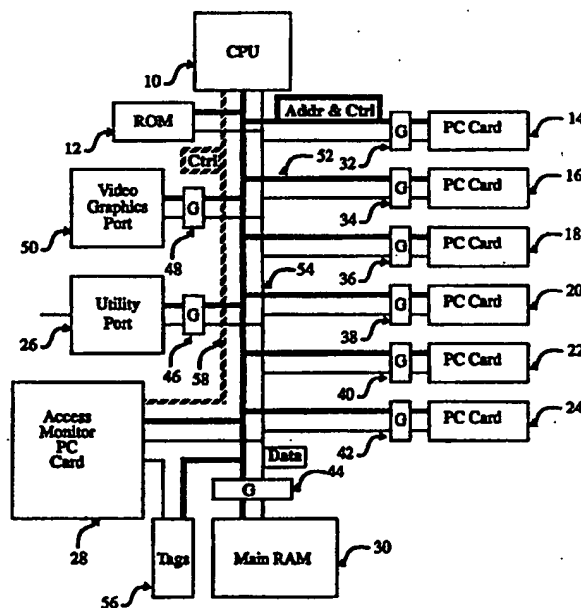 CPU
10
ROM
Addr & Ctrl
G
PC Card
14
12
32
Ctrl
52
G
PC Card
16
Video
Graphics
Port
G
34
50
48
G
PC Card
18
54
36
Utility
Port
G
G
PC Card
20
26
38
46
58
G
PC Card
22
40
Access
Monitor
PC
Card
G
PC Card
24
42
Data
44
G
28
Tags
Main RAM
30
56